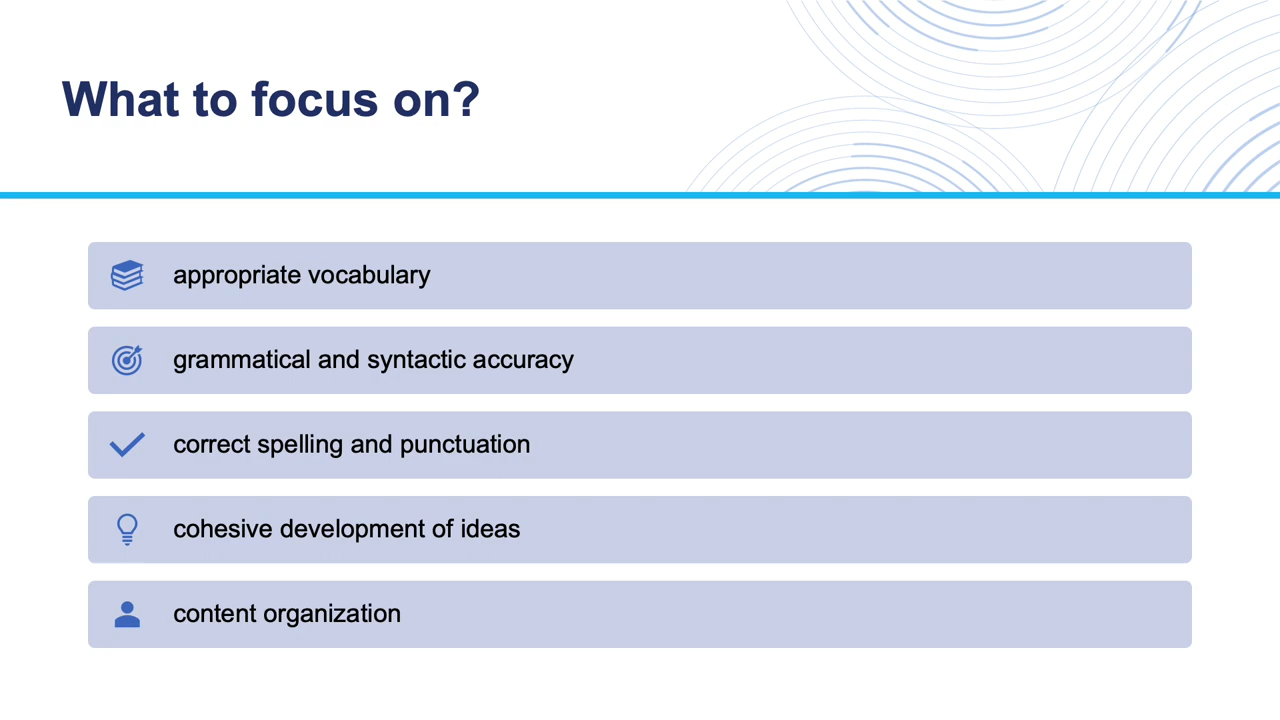 What to focus on?
appropriate vocabulary
grammatical and syntactic accuracy
correct spelling and punctuation
cohesive development of ideas
content organization